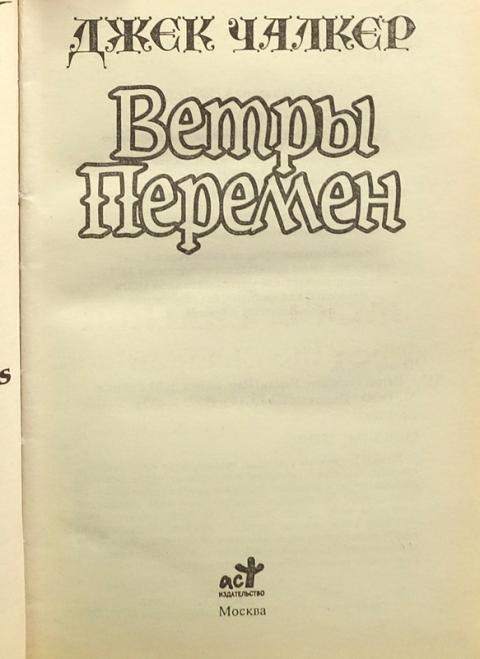 ДЖЕК ЧАЛКЕР
Ветры
Перемен
s
аст
ИЗДАТЕЛЬСТВО
Москва